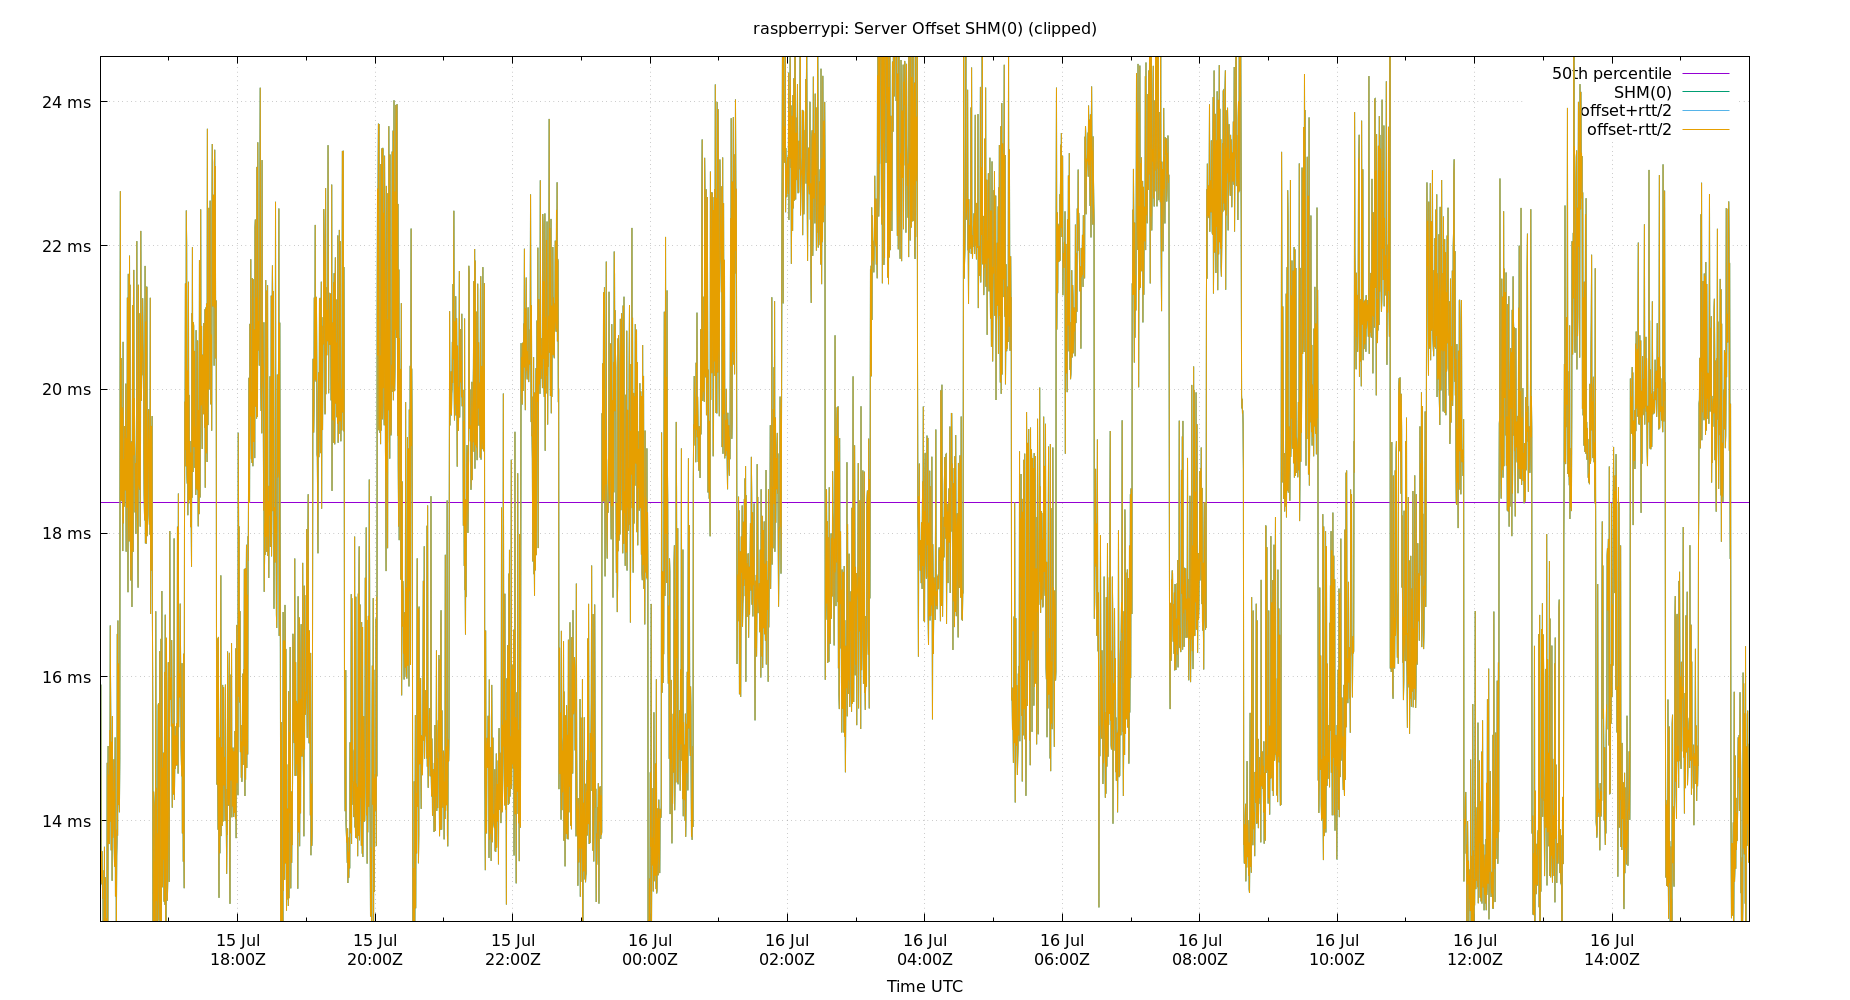 raspberrypi: Server Offset SHM(0) (clipped)
50th percentile
SHM(0)
offset+rtt/2
offset-rtt/2
24 ms
22 ms
20 ms
18 ms
16 ms
14 ms
15 Jul 15 Jul 15 Jul 16 Jul 16 Jul 16 Jul 16 Jul 16 Jul 16 Jul 16 Jul 16 Jul
18:00Z 20:00Z 22:00Z 00:00Z 02:00Z 04:00Z 06:00Z 08:00Z 10:00Z 12:00Z 14:00Z
Time UTC